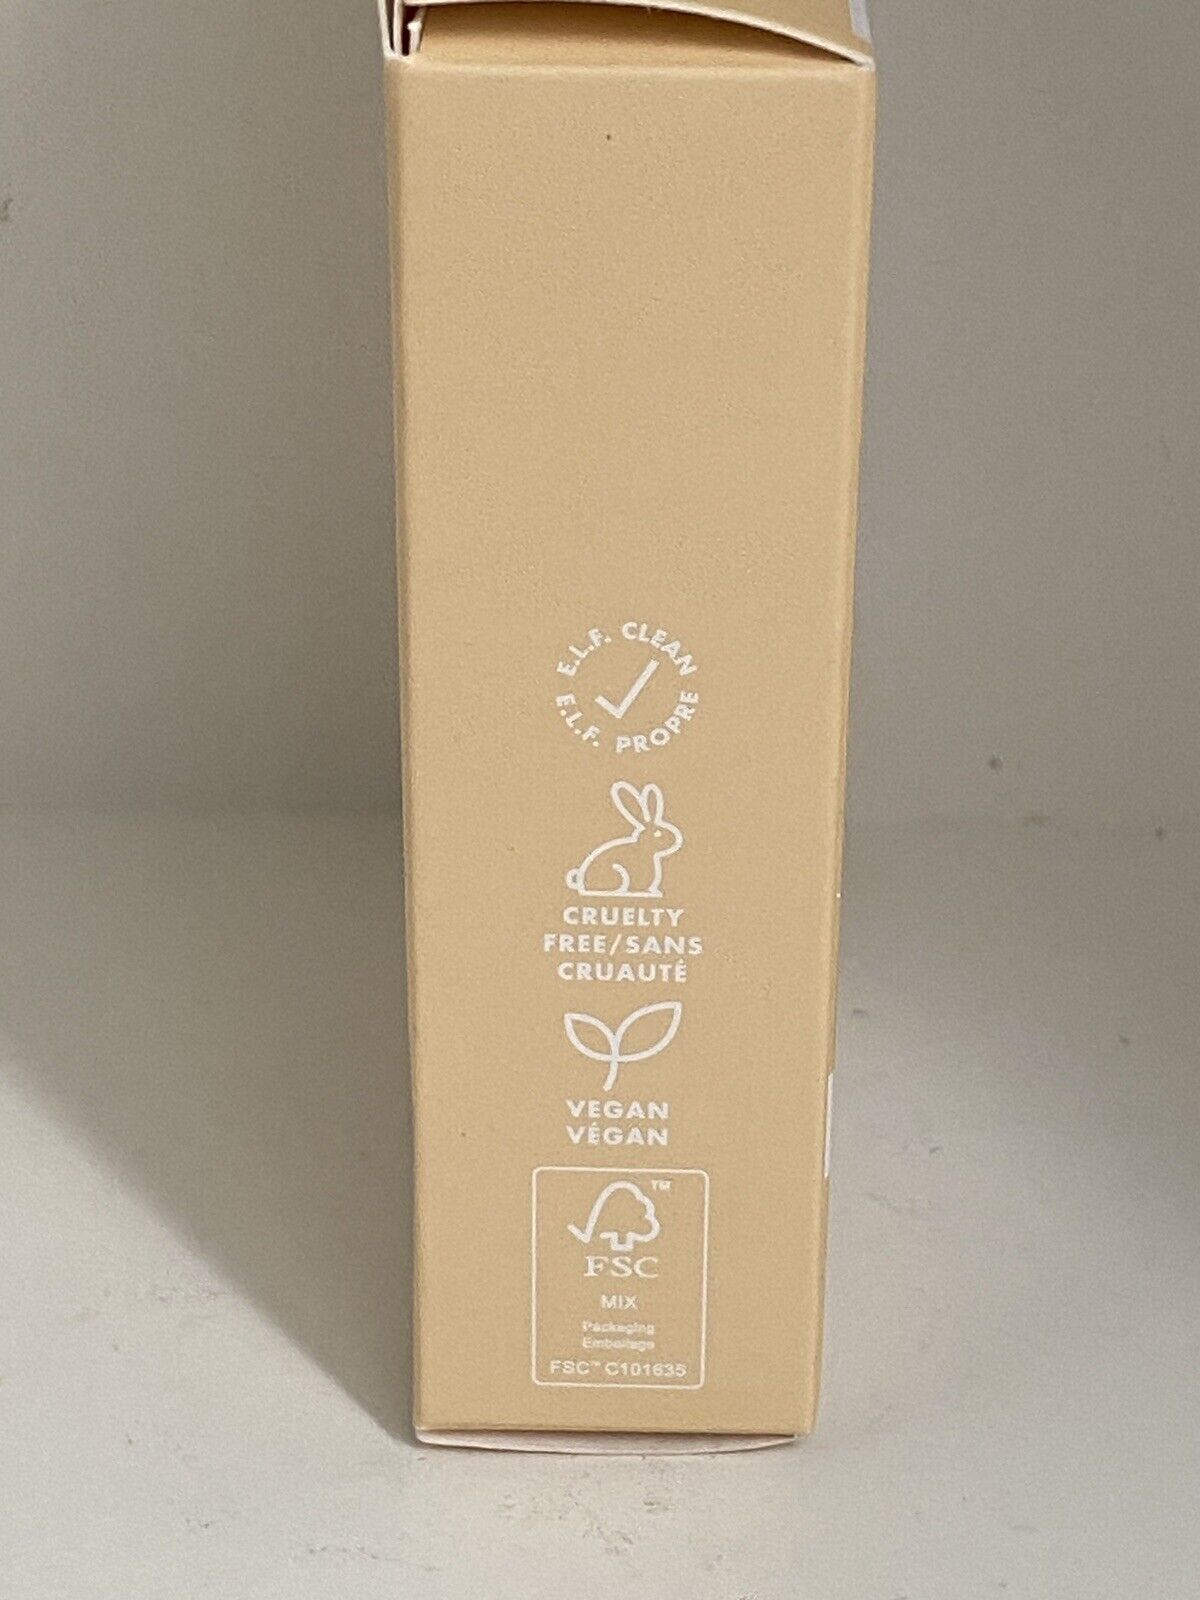 E.L.F. CLEAN
E.L.F. PROPRE
CRUELTY
FREE/SANS
CRUAUTÉ
VEGAN
VÉGAN
TM
FSC
MIX
Packaging
Emballage
FSC™ C101635